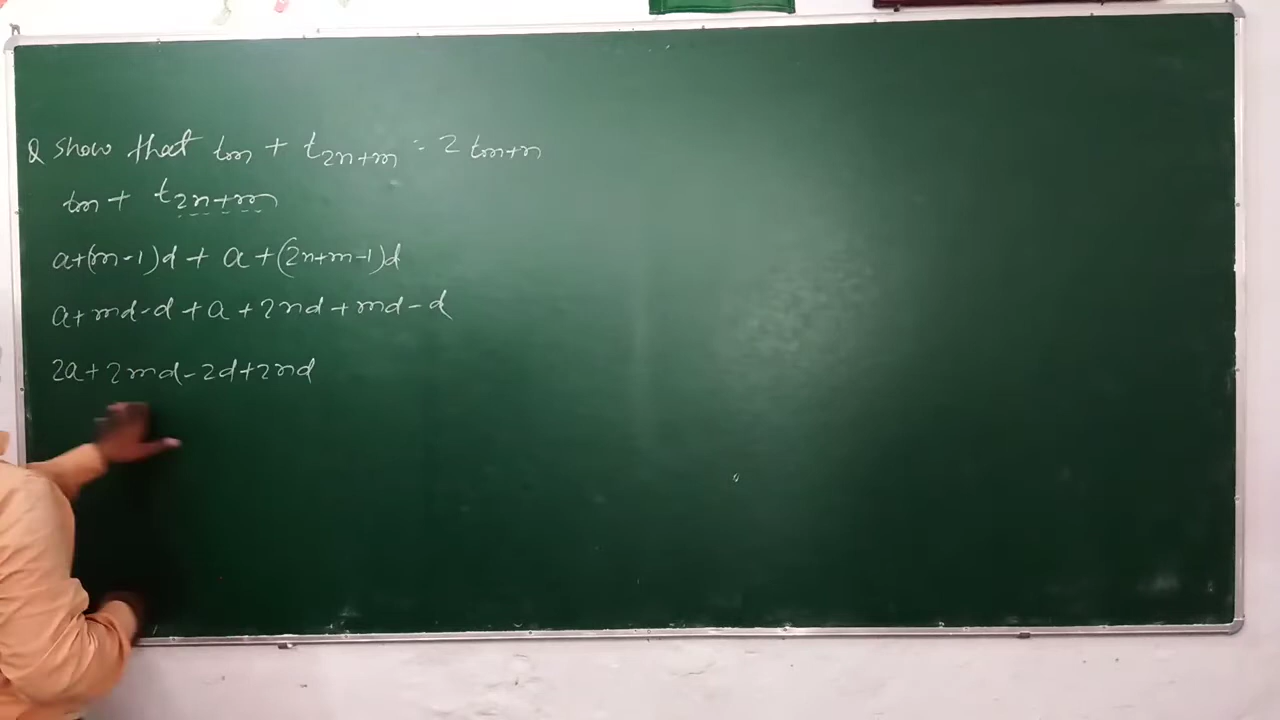 Q show that tm + t2n+m = 2 tm+n
tm + t2n+m
a+(m-1)d + a +(2n+m-1)d
a+md-d +a +2nd+md-d
2a+2md-2d+2nd